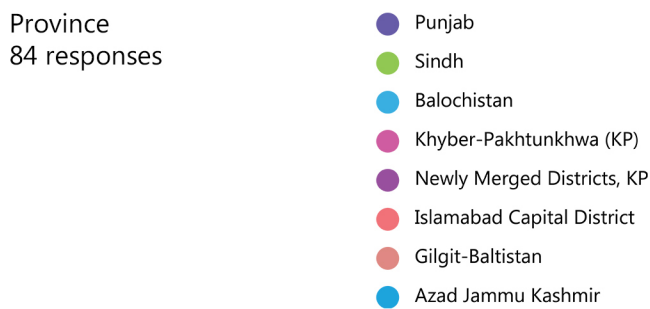 Province
84 responses
Punjab
Sindh
Balochistan
Khyber-Pakhtunkhwa (KP)
Newly Merged Districts, KP
Islamabad Capital District
Gilgit-Baltistan
Azad Jammu Kashmir